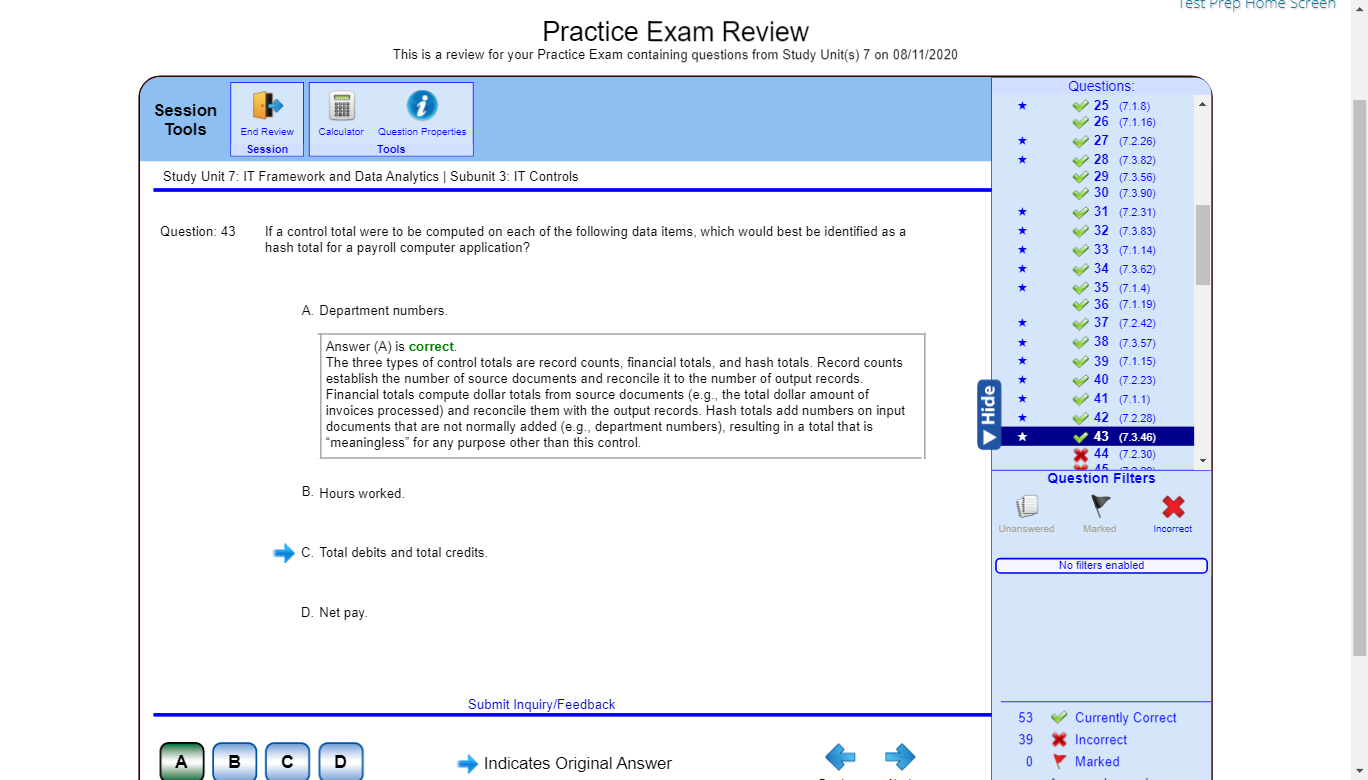 Test Prep Home Screen
Practice Exam Review
This is a review for your Practice Exam containing questions from Study Unit(s) 7 on 08/11/2020
Session Tools
End Review
Session
Calculator
Question Properties
Tools
Study Unit 7: IT Framework and Data Analytics | Subunit 3: IT Controls
Question: 43
If a control total were to be computed on each of the following data items, which would best be identified as a
hash total for a payroll computer application?
A. Department numbers.
Answer (A) is correct.
The three types of control totals are record counts, financial totals, and hash totals. Record counts
establish the number of source documents and reconcile it to the number of output records.
Financial totals compute dollar totals from source documents (e.g., the total dollar amount of
invoices processed) and reconcile them with the output records. Hash totals add numbers on input
documents that are not normally added (e.g., department numbers), resulting in a total that is
“meaningless” for any purpose other than this control.
B. Hours worked.
C. Total debits and total credits.
D. Net pay.
Submit Inquiry/Feedback
A B C D
Indicates Original Answer
Questions:
25 (7.1.8)
26 (7.1.16)
27 (7.2.26)
28 (7.3.82)
29 (7.3.56)
30 (7.3.90)
31 (7.2.31)
32 (7.3.83)
33 (7.1.14)
34 (7.3.62)
35 (7.1.4)
36 (7.1.19)
37 (7.2.42)
38 (7.3.57)
39 (7.1.15)
40 (7.2.23)
41 (7.1.1)
42 (7.2.28)
43 (7.3.46)
44 (7.2.30)
45
Hide
Question Filters
Unanswered
Marked
Incorrect
No filters enabled
53 Currently Correct
39 Incorrect
0 Marked